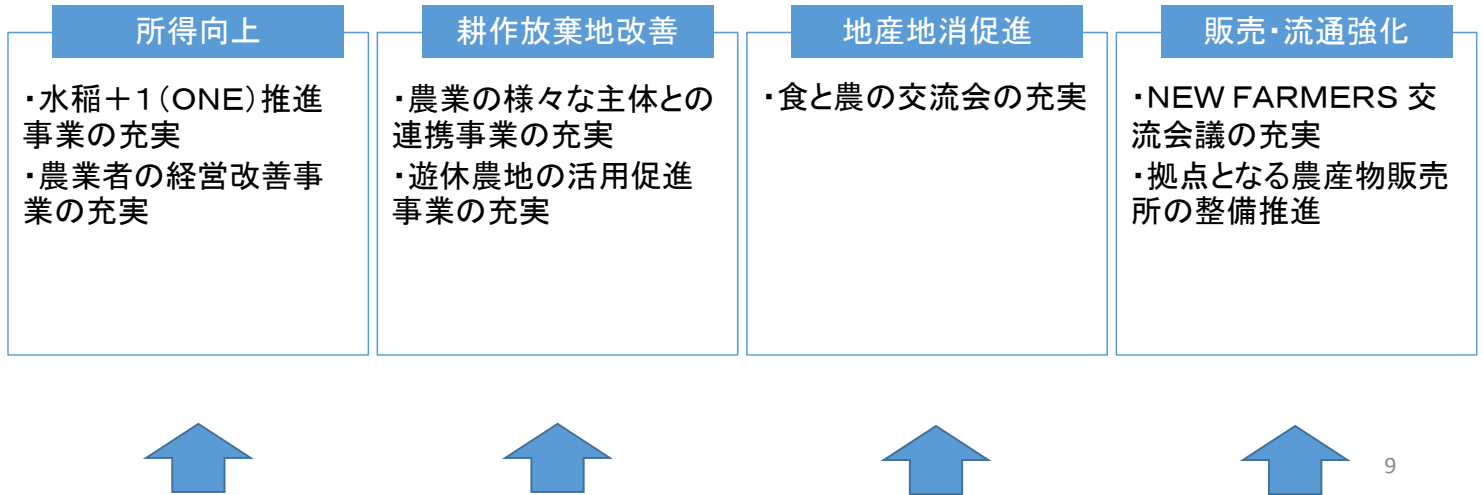 所得向上
・水稲＋１(ONE)推進
事業の充実
・農業者の経営改善事
業の充実
耕作放棄地改善
・農業の様々な主体との
連携事業の充実
・遊休農地の活用促進
事業の充実
地産地消促進
・食と農の交流会の充実
販売・流通強化
・NEW FARMERS 交
流会議の充実
・拠点となる農産物販売
所の整備推進
9